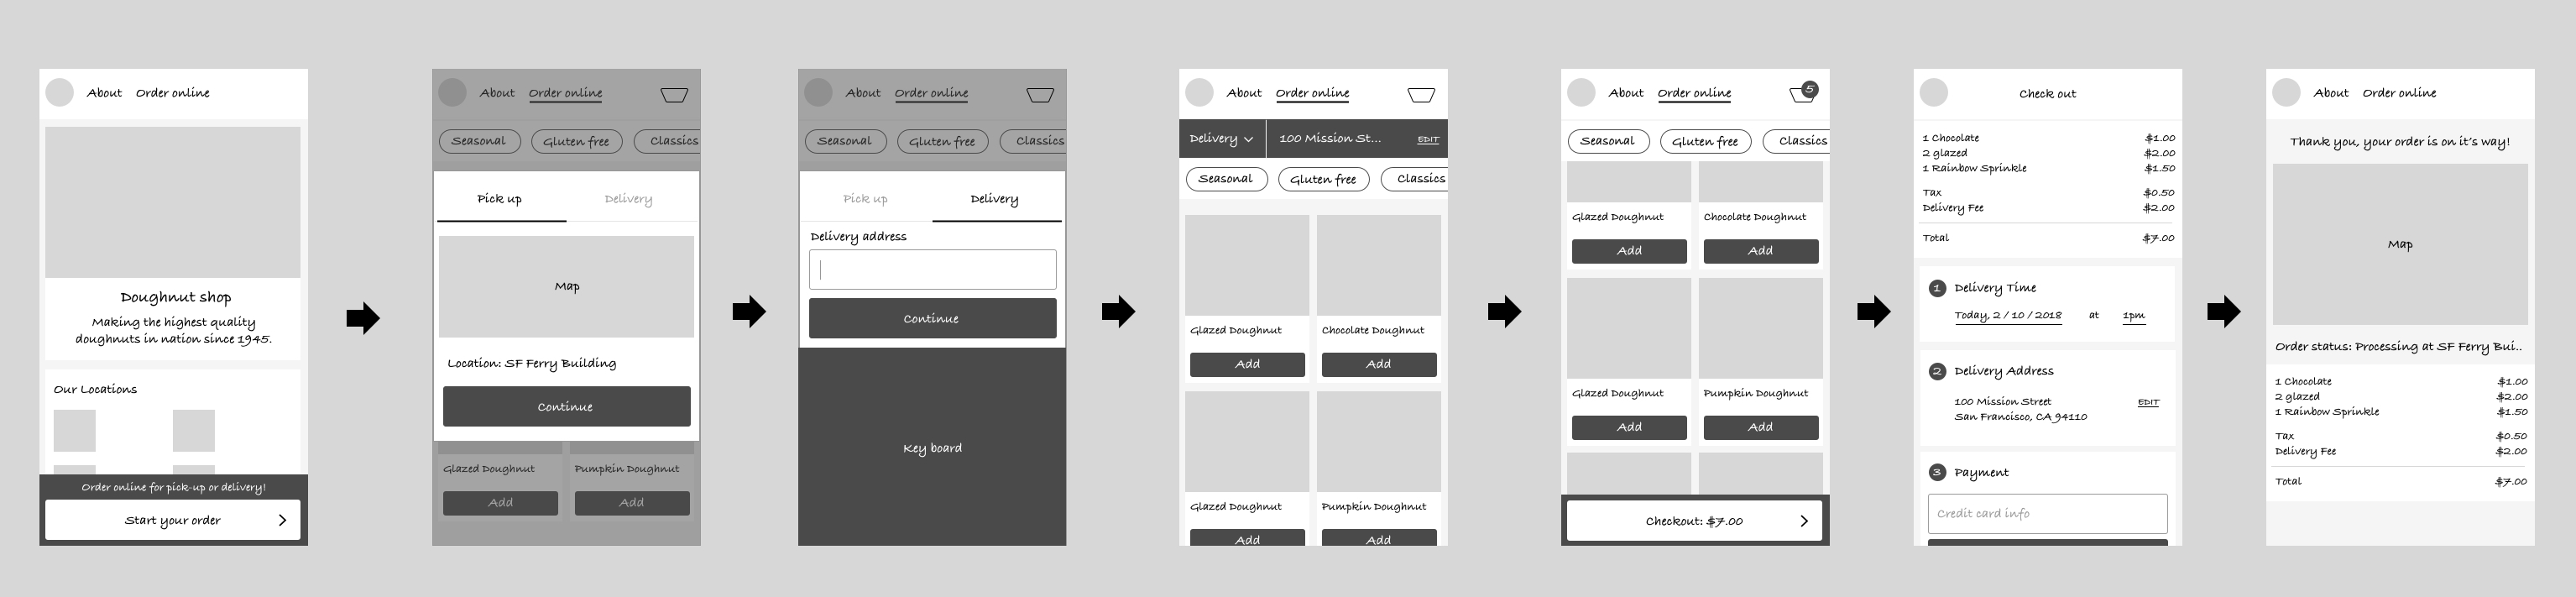 About Order online
Doughnut shop
Making the highest quality
doughnuts in nation since 1945.
Our Locations
Order online for pick-up or delivery!
Start your order
About Order online
Seasonal Gluten free Classics
Pick up Delivery
Map
Location: SF Ferry Building
Continue
Glazed Doughnut Pumpkin Doughnut
Add Add
About Order online
Seasonal Gluten free Classics
Pick up Delivery
Delivery address
Continue
Key board
About Order online
Delivery 100 Mission St... EDIT
Seasonal Gluten free Classics
Glazed Doughnut Chocolate Doughnut
Add Add
Glazed Doughnut Pumpkin Doughnut
Add Add
About Order online 5
Seasonal Gluten free Classics
Glazed Doughnut Chocolate Doughnut
Add Add
Glazed Doughnut Pumpkin Doughnut
Add Add
Checkout: $7.00
Check out
1 Chocolate $1.00
2 glazed $2.00
1 Rainbow Sprinkle $1.50
Tax $0.50
Delivery Fee $2.00
Total $7.00
1 Delivery Time
Today, 2 / 10 / 2018 at 1pm
2 Delivery Address
100 Mission Street EDIT
San Francisco, CA 94110
3 Payment
Credit card info
About Order online
Thank you, your order is on it's way!
Map
Order status: Processing at SF Ferry Bui..
1 Chocolate $1.00
2 glazed $2.00
1 Rainbow Sprinkle $1.50
Tax $0.50
Delivery Fee $2.00
Total $7.00